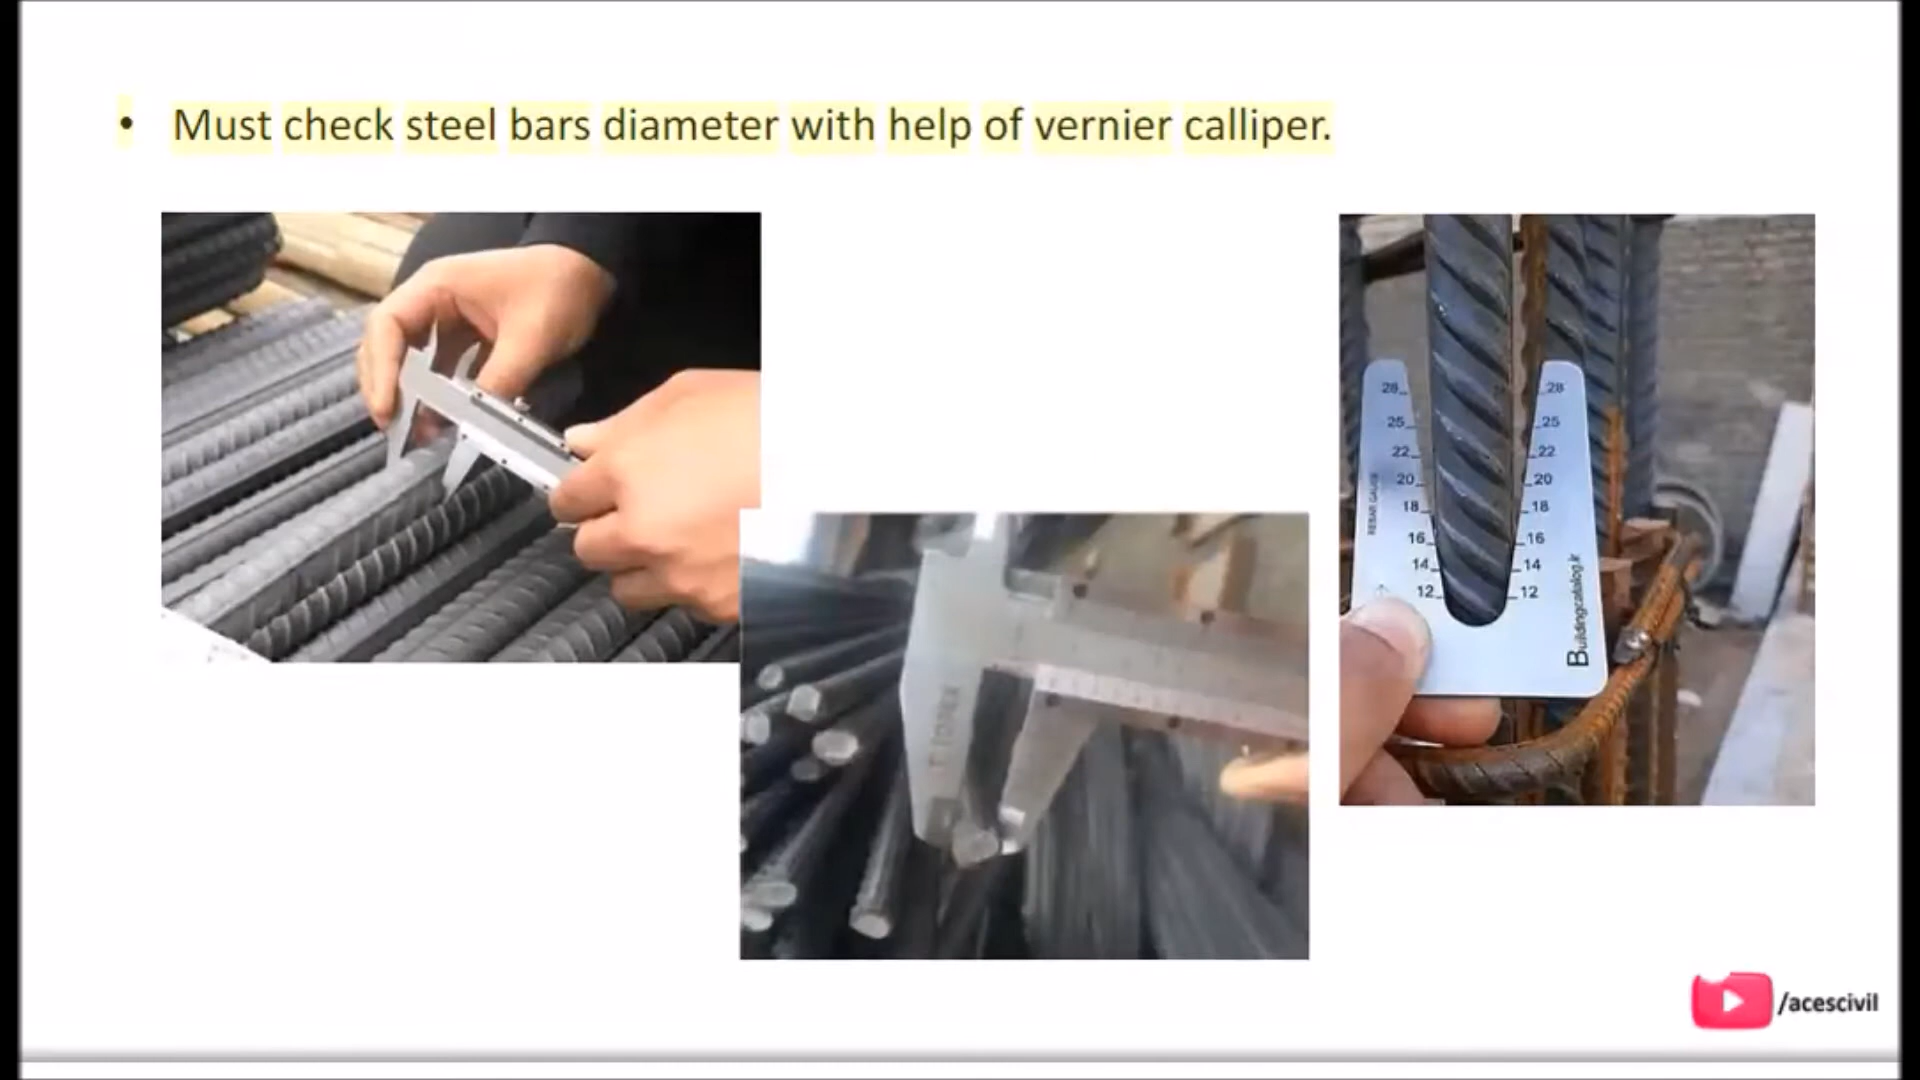 • Must check steel bars diameter with help of vernier calliper.
28 28
25 25
22 22
20 20
18 18
16 16
14 14
12 12
REBAR GAUGE
Buildingcatalog.ir
/acescivil